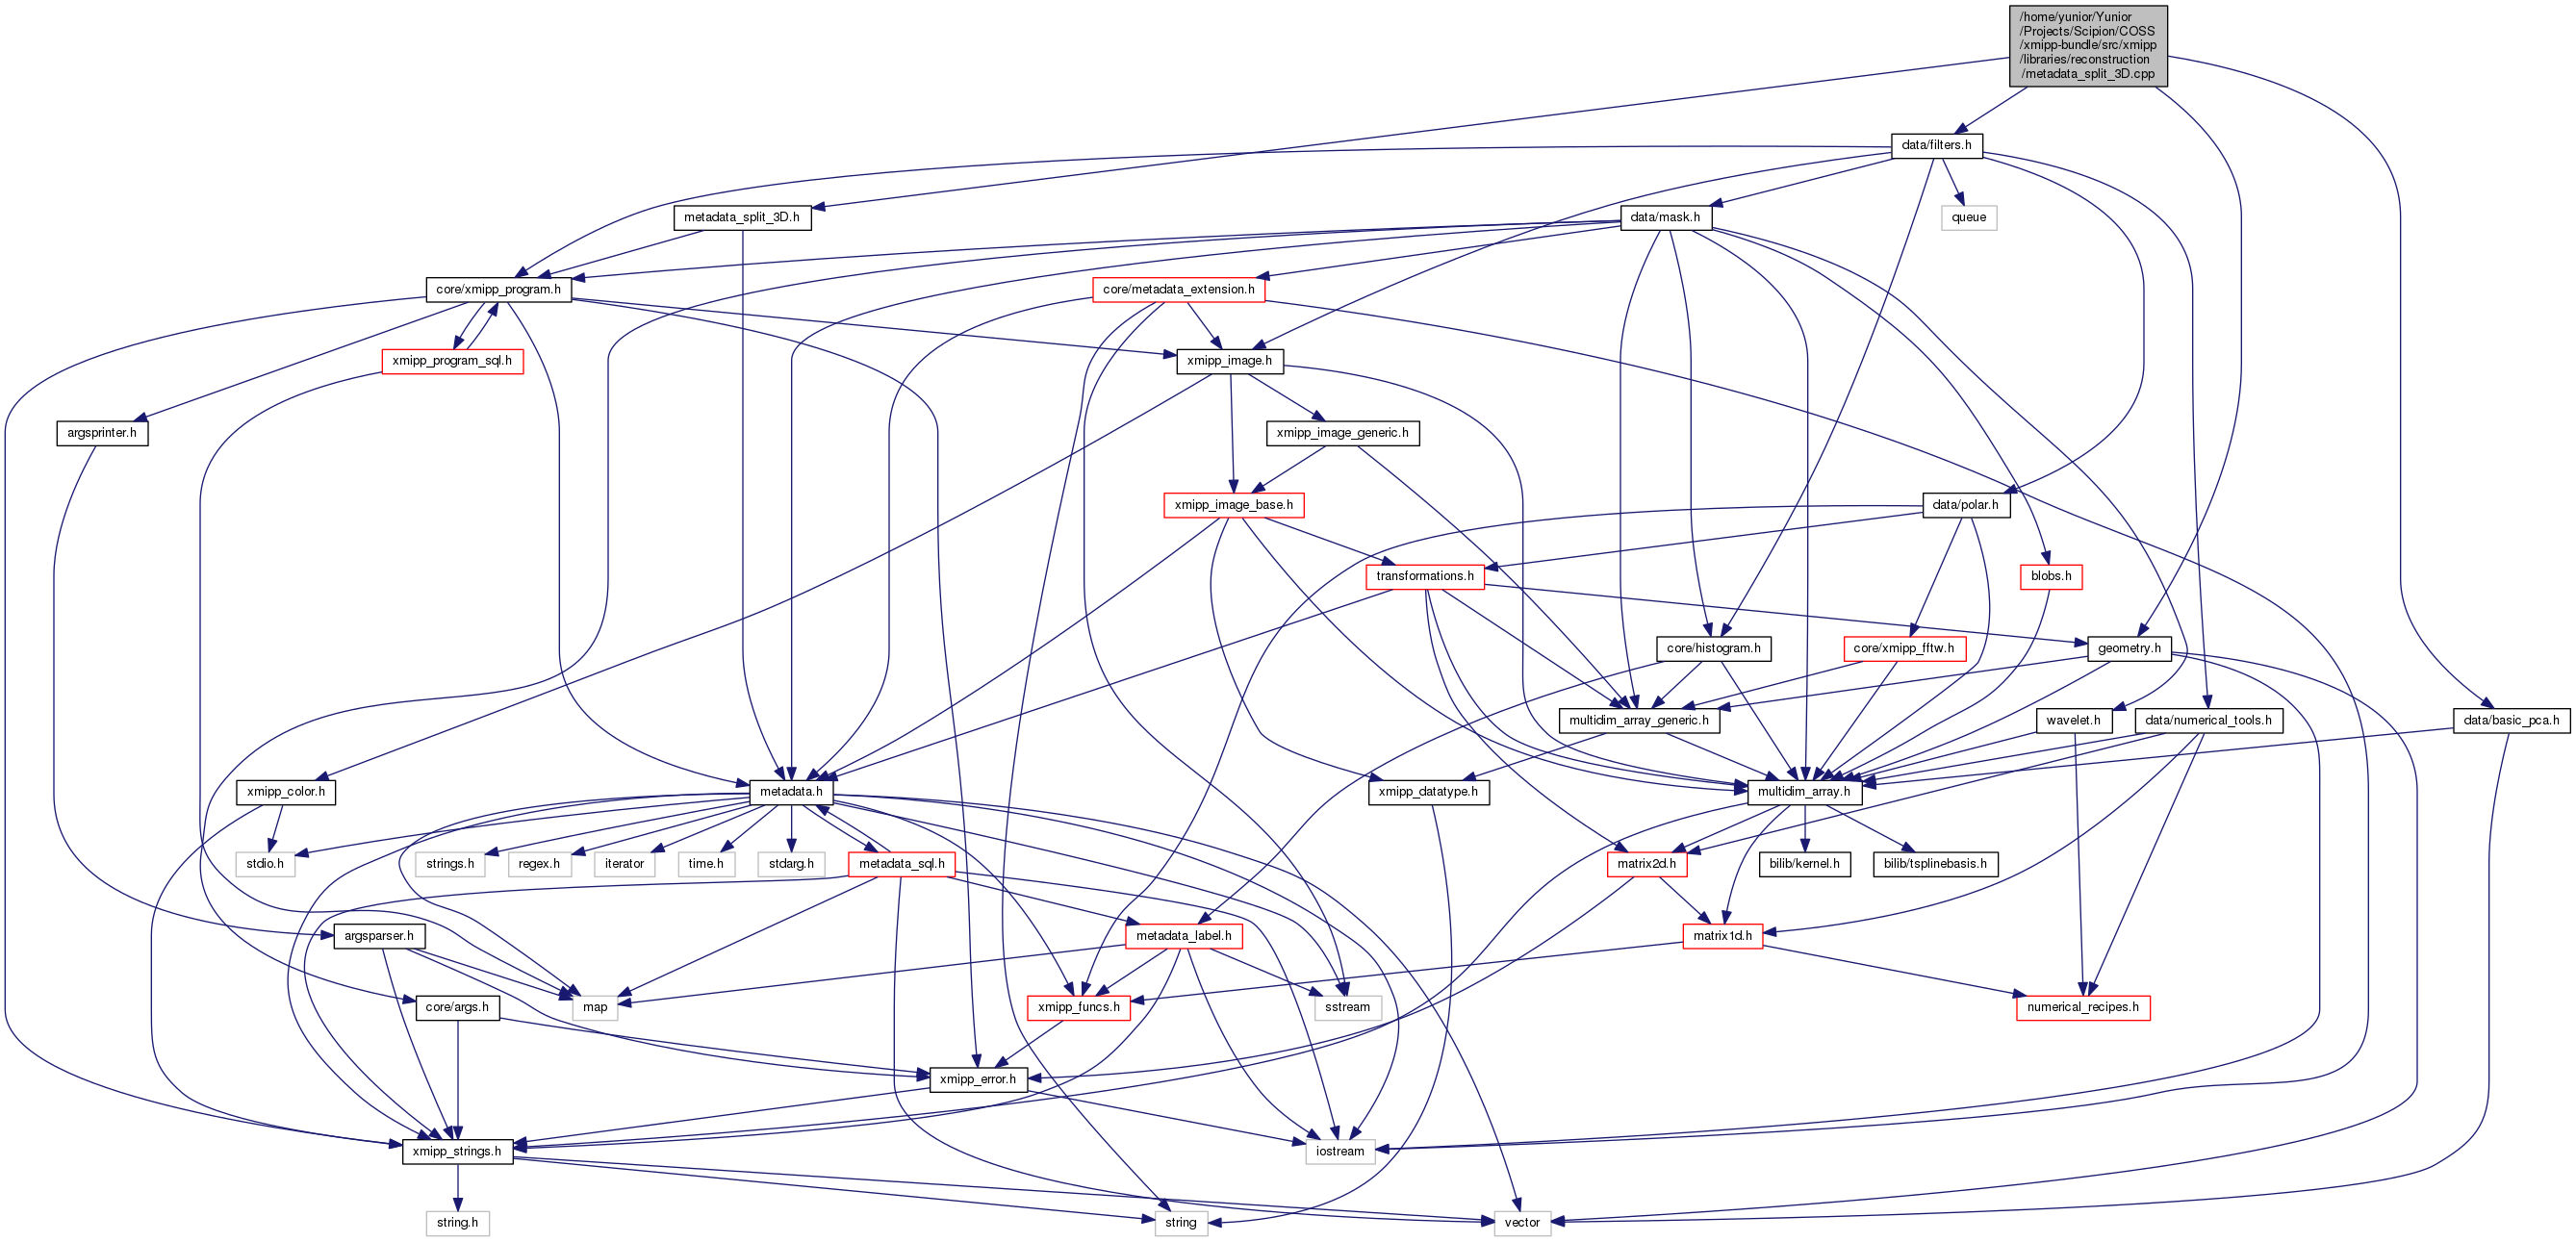 /home/yunior/Yunior
/Projects/Scipion/COSS
/xmipp-bundle/src/xmipp
/libraries/reconstruction
/metadata_split_3D.cpp
data/filters.h
metadata_split_3D.h
data/mask.h
queue
core/xmipp_program.h
core/metadata_extension.h
xmipp_program_sql.h
xmipp_image.h
argsprinter.h
xmipp_image_generic.h
xmipp_image_base.h
data/polar.h
transformations.h
blobs.h
core/histogram.h
core/xmipp_fftw.h
geometry.h
multidim_array_generic.h
wavelet.h
data/numerical_tools.h
data/basic_pca.h
xmipp_color.h
metadata.h
xmipp_datatype.h
multidim_array.h
stdio.h
strings.h
regex.h
iterator
time.h
stdarg.h
metadata_sql.h
matrix2d.h
bilib/kernel.h
bilib/tsplinebasis.h
argsparser.h
metadata_label.h
matrix1d.h
core/args.h
map
xmipp_funcs.h
sstream
numerical_recipes.h
xmipp_error.h
xmipp_strings.h
iostream
string.h
string
vector